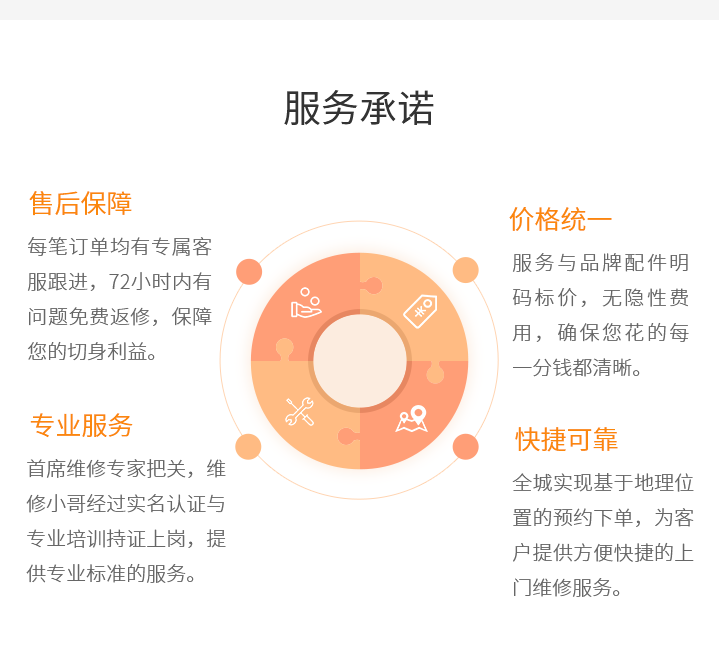 服务承诺
售后保障
每笔订单均有专属客
服跟进，72小时内有
问题免费返修，保障
您的切身利益。
价格统一
服务与品牌配件明
码标价，无隐性费
用，确保您花的每
一分钱都清晰。
专业服务
首席维修专家把关，维
修小哥经过实名认证与
专业培训持证上岗，提
供专业标准的服务。
快捷可靠
全城实现基于地理位
置的预约下单，为客
户提供方便快捷的上
门维修服务。